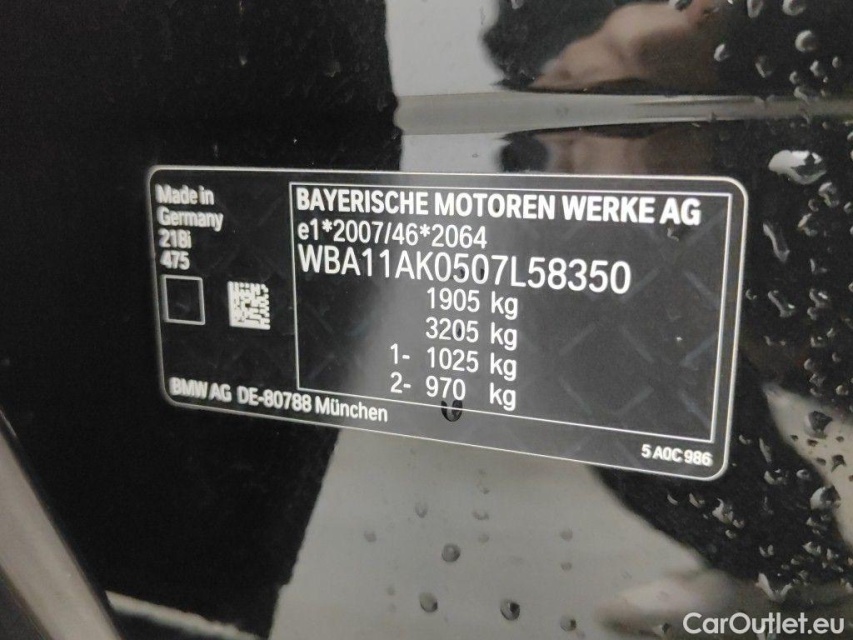 Made in
Germany
218i
475
BAYERISCHE MOTOREN WERKE AG
e1*2007/46*2064
WBA11AK0507L58350
1905 kg
3205 kg
1- 1025 kg
2- 970 kg
BMW AG DE-80788 München
5 A0C 986
CarOutlet.eu